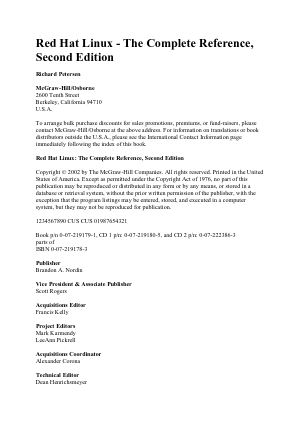 Red Hat Linux - The Complete Reference,
Second Edition
Richard Petersen
McGraw-Hill/Osborne
2600 Tenth Street
Berkeley, California 94710
U.S.A.
To arrange bulk purchase discounts for sales promotions, premiums, or fund-raisers, please
contact McGraw-Hill/Osborne at the above address. For information on translations or book
distributors outside the U.S.A., please see the International Contact Information page
immediately following the index of this book.
Red Hat Linux: The Complete Reference, Second Edition
Copyright © 2002 by The McGraw-Hill Companies. All rights reserved. Printed in the United
States of America. Except as permitted under the Copyright Act of 1976, no part of this
publication may be reproduced or distributed in any form or by any means, or stored in a
database or retrieval system, without the prior written permission of the publisher, with the
exception that the program listings may be entered, stored, and executed in a computer
system, but they may not be reproduced for publication.
1234567890 CUS CUS 01987654321
Book p/n 0-07-219179-1, CD 1 p/n: 0-07-219180-5, and CD 2 p/n: 0-07-222386-3
parts of
ISBN 0-07-219178-3
Publisher
Brandon A. Nordin
Vice President & Associate Publisher
Scott Rogers
Acquisitions Editor
Francis Kelly
Project Editors
Mark Karmendy
LeeAnn Pickrell
Acquisitions Coordinator
Alexander Corona
Technical Editor
Dean Henrichsmeyer